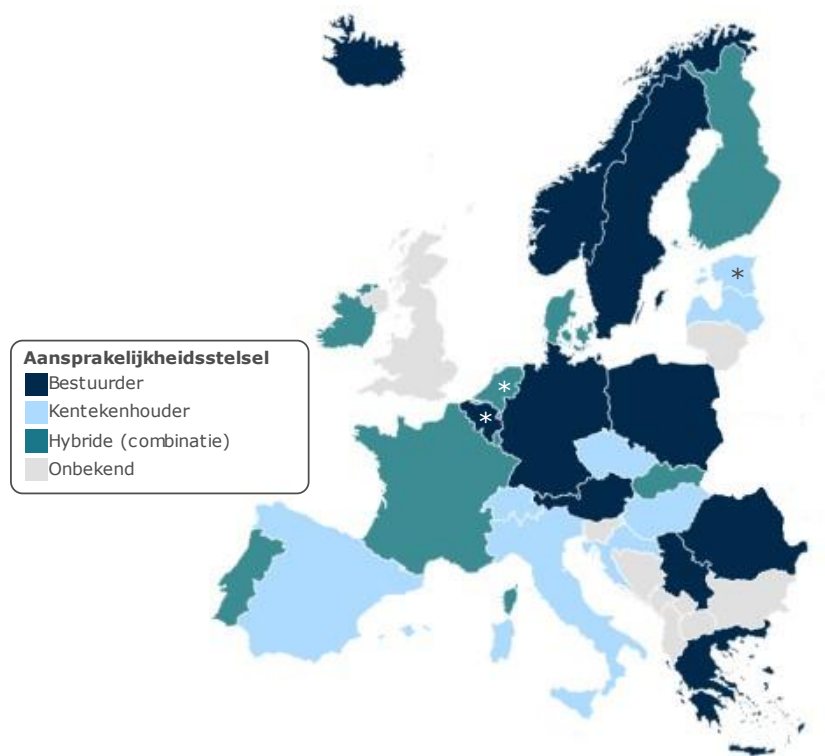 *
*
*
Aansprakelijkheidsstelsel
Bestuurder
Kentekenhouder
Hybride (combinatie)
Onbekend